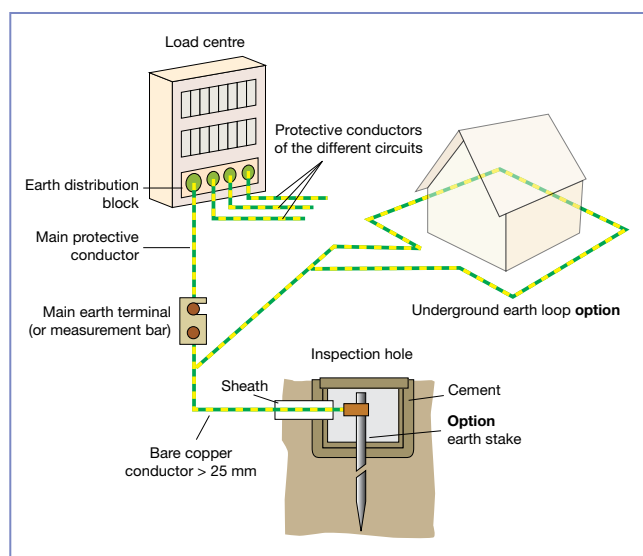 Load centre
Protective conductors
of the different circuits
Earth distribution
block
Main protective
conductor
Main earth terminal
(or measurement bar)
Underground earth loop option
Inspection hole
Sheath
Cement
Option
earth stake
Bare copper
conductor > 25 mm